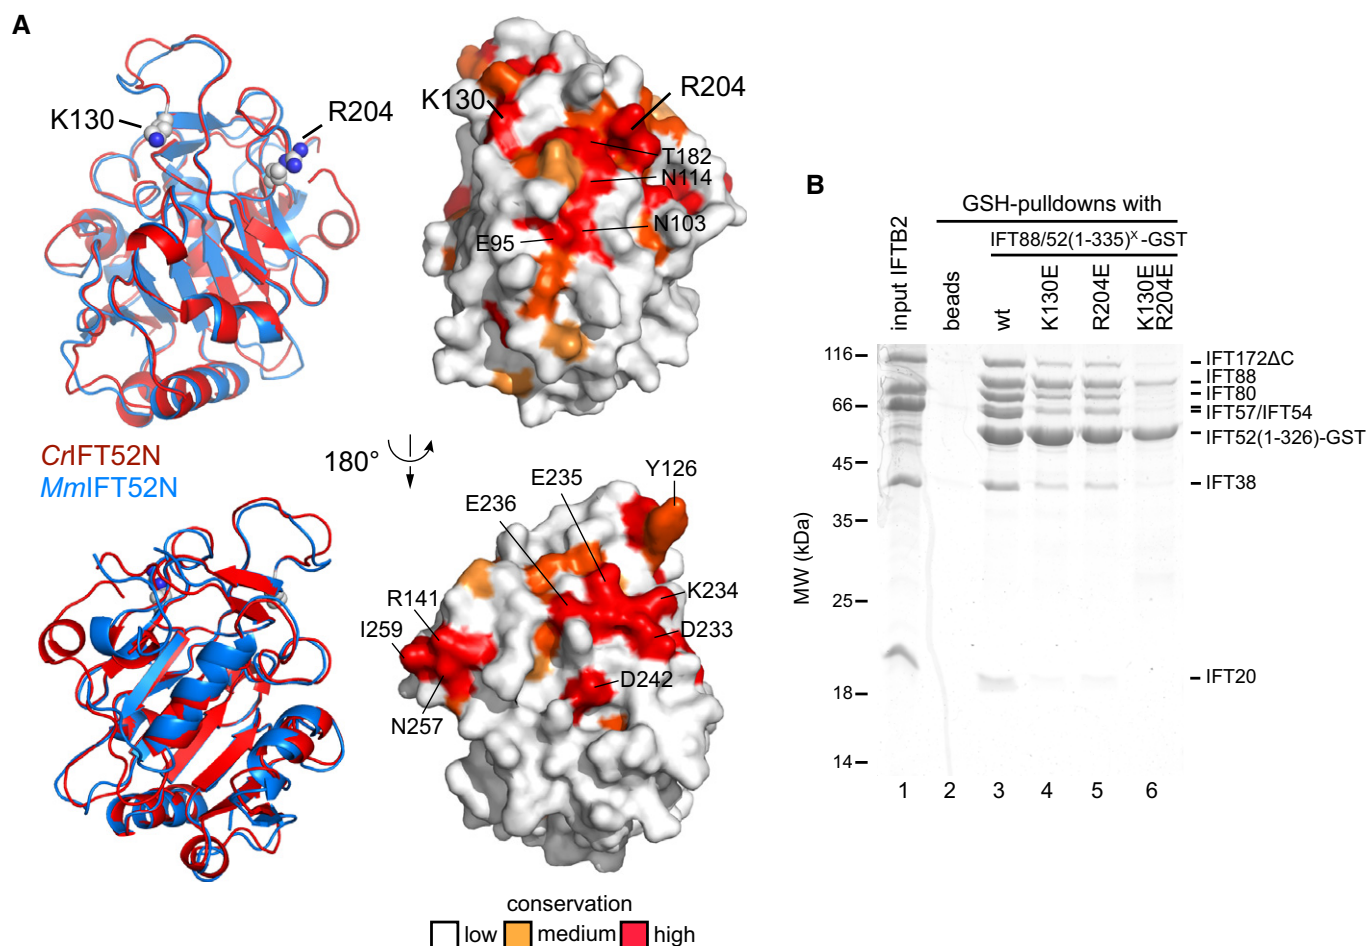 A
K130
R204
K130
R204
T182
N114
N103
E95
CrIFT52N
MmIFT52N
180°
Y126
E235
E236
K234
R141
I259
D233
D242
N257
conservation
low medium high
B
GSH-pulldowns with
IFT88/52(1-335)ˣ-GST
input IFTB2
beads
wt
K130E
R204E
K130E
R204E
MW (kDa)
116
66
45
35
25
18
14
IFT172ΔC
IFT88
IFT80
IFT57/IFT54
IFT52(1-326)-GST
IFT38
IFT20
1 2 3 4 5 6